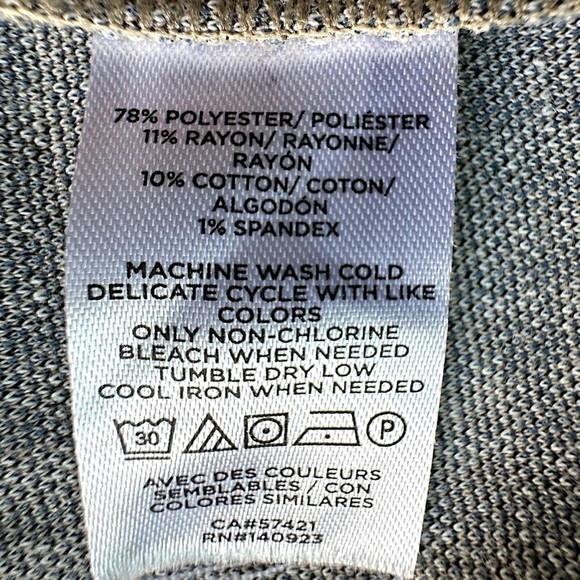 78% POLYESTER/ POLIÉSTER
11% RAYON/ RAYONNE/
RAYÓN
10% COTTON/ COTON/
ALGODÓN
1% SPANDEX
MACHINE WASH COLD
DELICATE CYCLE WITH LIKE
COLORS
ONLY NON-CHLORINE
BLEACH WHEN NEEDED
TUMBLE DRY LOW
COOL IRON WHEN NEEDED
30 P
AVEC DES COULEURS
SEMBLABLES / CON
COLORES SIMILARES
CA#57421
RN#140923